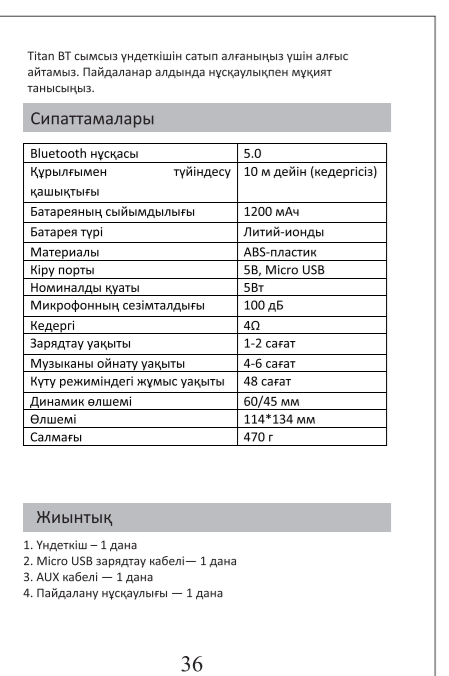 Titan BT сымсыз үндеткішін сатып алғаныңыз үшін алғыс
айтамыз. Пайдаланар алдында нұсқаулықпен мұқият
танысыңыз.
Сипаттамалары
Bluetooth нұсқасы 5.0
Құрылғымен түйіндесу 10 м дейін (кедергісіз)
қашықтығы
Батареяның сыйымдылығы 1200 мАч
Батарея түрі Литий-ионды
Материалы ABS-пластик
Кіру порты 5В, Micro USB
Номиналды қуаты 5Вт
Микрофонның сезімталдығы 100 дБ
Кедергі 4Ω
Зарядтау уақыты 1-2 сағат
Музыканы ойнату уақыты 4-6 сағат
Күту режиміндегі жұмыс уақыты 48 сағат
Динамик өлшемі 60/45 мм
Өлшемі 114*134 мм
Салмағы 470 г
Жиынтық
1. Үндеткіш – 1 дана
2. Micro USB зарядтау кабелі— 1 дана
3. AUX кабелі — 1 дана
4. Пайдалану нұсқаулығы — 1 дана
36